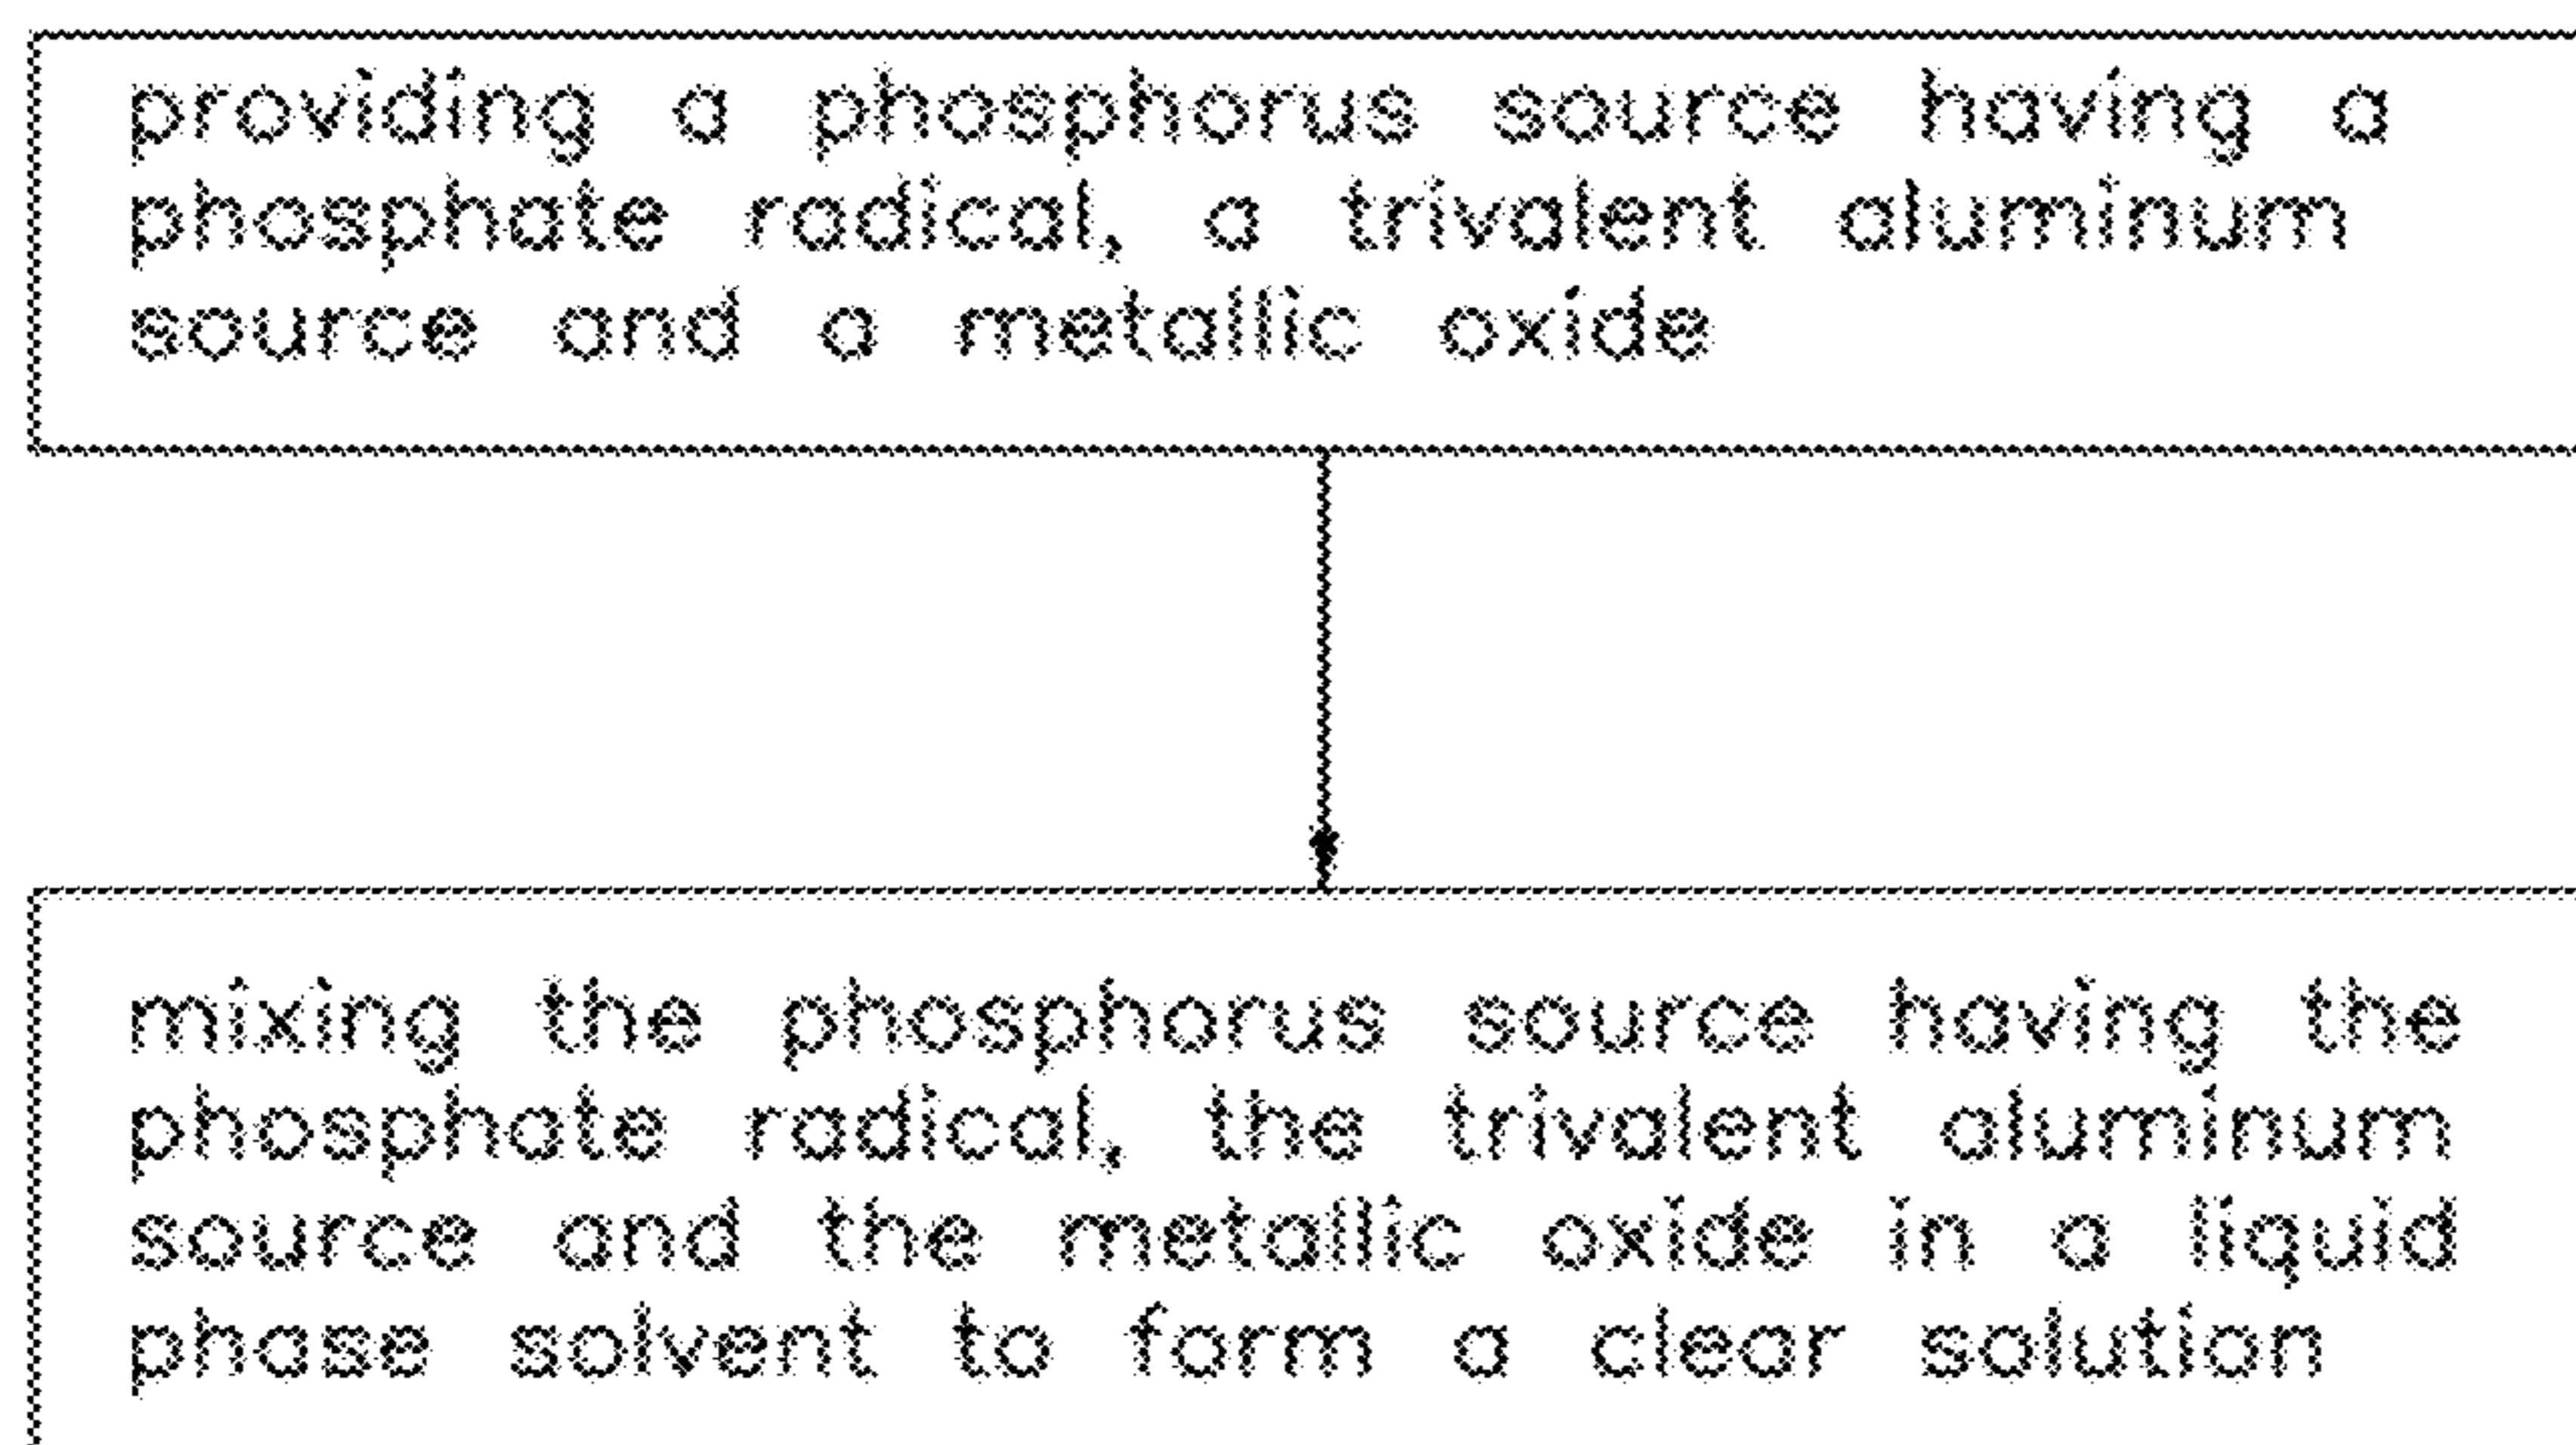 providing a phosphorus source having a
phosphate radical, a trivalent aluminum
source and a metallic oxide
mixing the phosphorus source having the
phosphate radical, the trivalent aluminum
source and the metallic oxide in a liquid
phase solvent to form a clear solution